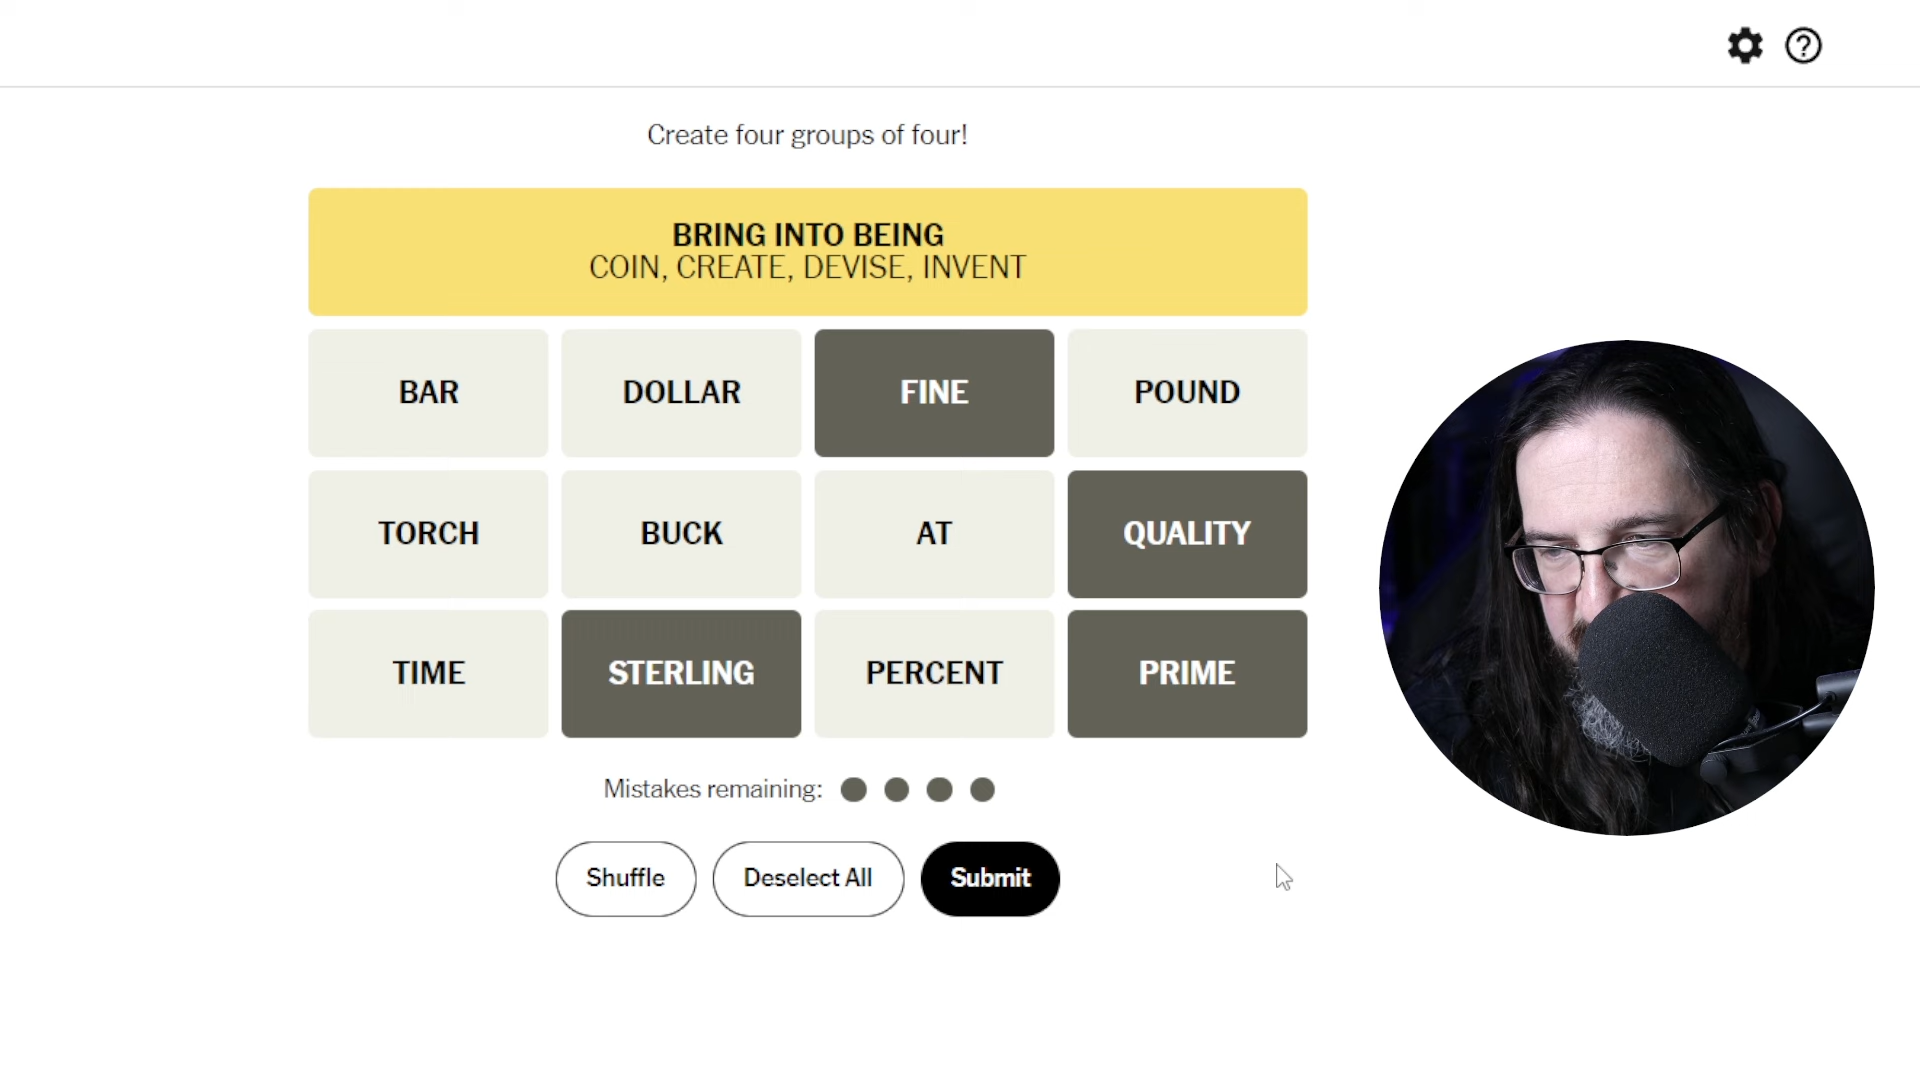 Create four groups of four!
BRING INTO BEING
COIN, CREATE, DEVISE, INVENT
BAR DOLLAR FINE POUND
TORCH BUCK AT QUALITY
TIME STERLING PERCENT PRIME
Mistakes remaining:
Shuffle Deselect All Submit